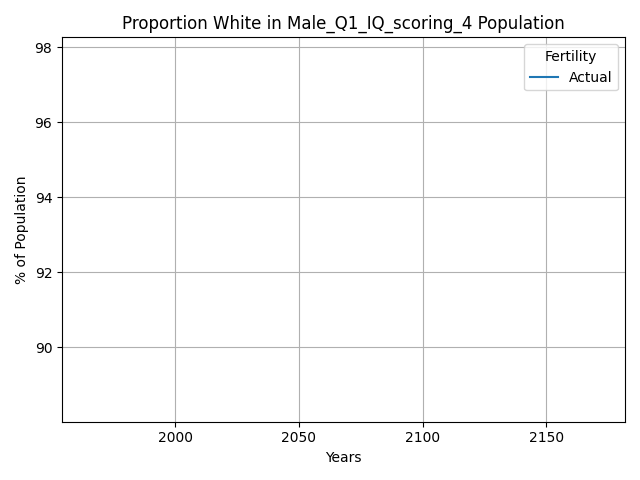 Proportion White in Male_Q1_IQ_scoring_4 Population
Fertility
Actual
98
96
94
92
90
% of Population
2000 2050 2100 2150
Years